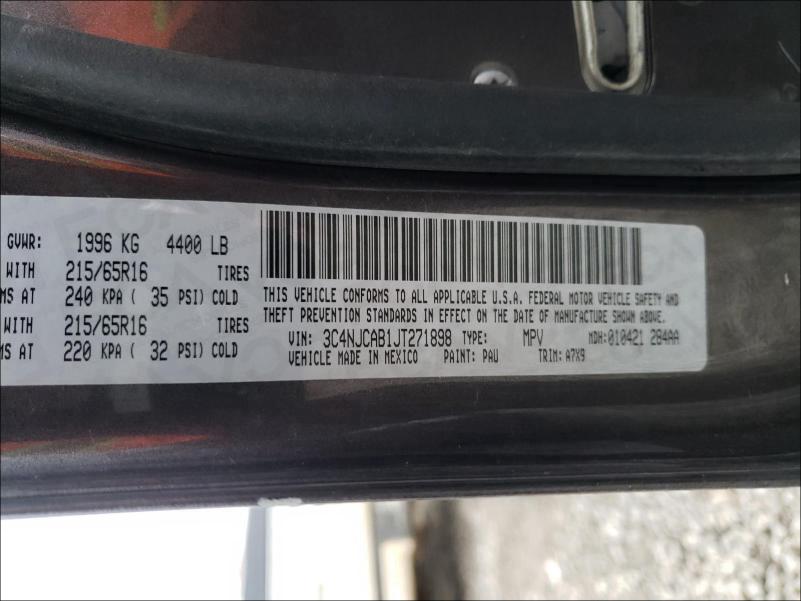 GVWR: 1996 KG 4400 LB
WITH 215/65R16 TIRES
MS AT 240 KPA ( 35 PSI) COLD
WITH 215/65R16 TIRES
MS AT 220 KPA ( 32 PSI) COLD
THIS VEHICLE CONFORMS TO ALL APPLICABLE U.S.A. FEDERAL MOTOR VEHICLE SAFETY AND
THEFT PREVENTION STANDARDS IN EFFECT ON THE DATE OF MANUFACTURE SHOWN ABOVE.
VIN: 3C4NJCAB1JT271898 TYPE: MPV MDH:010421 284AA
VEHICLE MADE IN MEXICO PAINT: PAU TRIM: A7X9